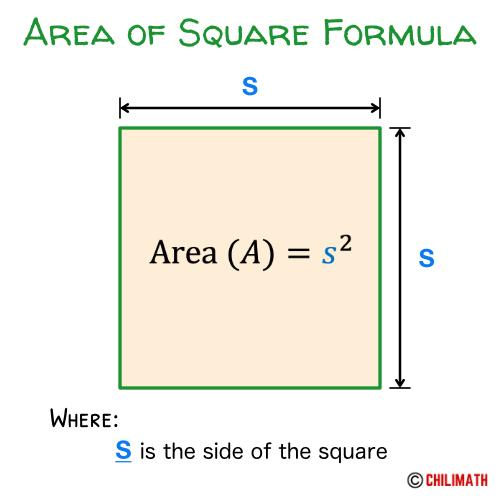 AREA OF SQUARE FORMULA
S
Area (A) = s²
S
WHERE:
S is the side of the square
© CHILIMATH